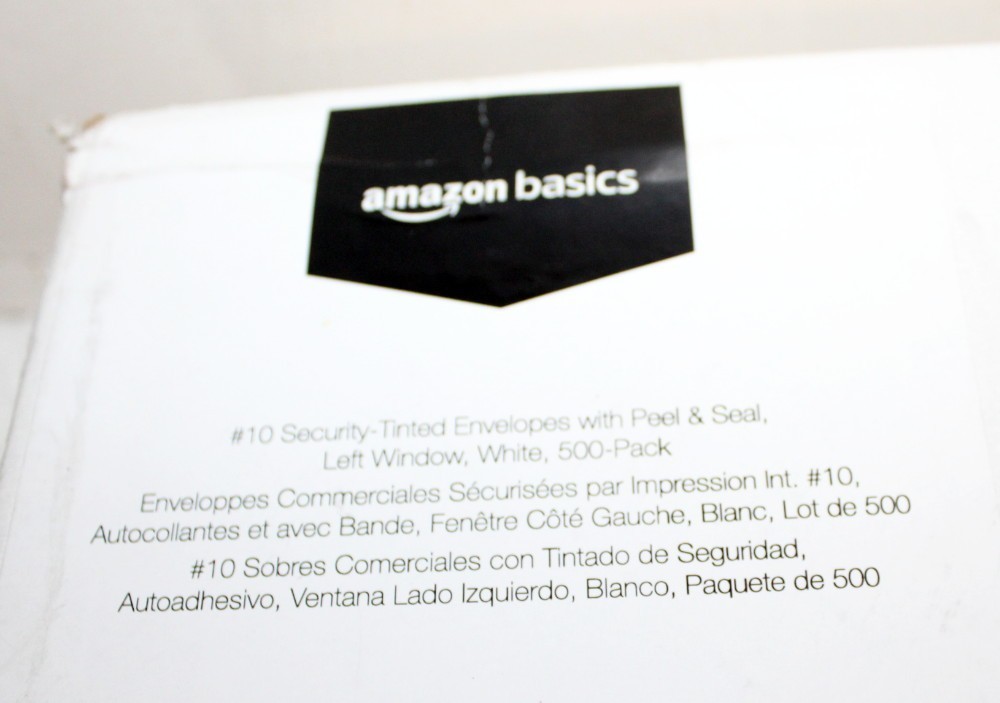 amazon basics
#10 Security-Tinted Envelopes with Peel & Seal,
Left Window, White, 500-Pack
Enveloppes Commerciales Sécurisées par Impression Int. #10,
Autocollantes et avec Bande, Fenêtre Côté Gauche, Blanc, Lot de 500
#10 Sobres Comerciales con Tintado de Seguridad,
Autoadhesivo, Ventana Lado Izquierdo, Blanco, Paquete de 500